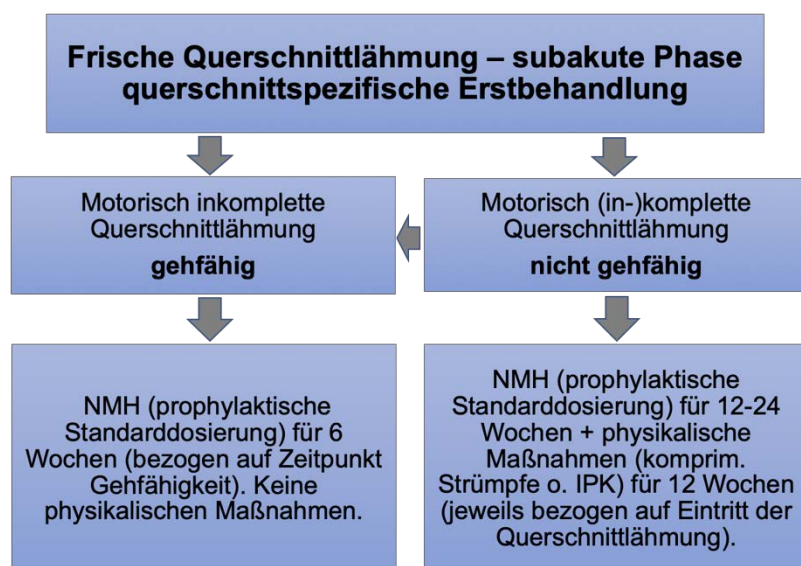 Frische Querschnittlähmung – subakute Phase
querschnittspezifische Erstbehandlung
Motorisch inkomplette
Querschnittlähmung
gehfähig
Motorisch (in-)komplette
Querschnittlähmung
nicht gehfähig
NMH (prophylaktische
Standarddosierung) für 6
Wochen (bezogen auf Zeitpunkt
Gehfähigkeit). Keine
physikalischen Maßnahmen.
NMH (prophylaktische
Standarddosierung) für 12-24
Wochen + physikalische
Maßnahmen (komprim.
Strümpfe o. IPK) für 12 Wochen
(jeweils bezogen auf Eintritt der
Querschnittlähmung).